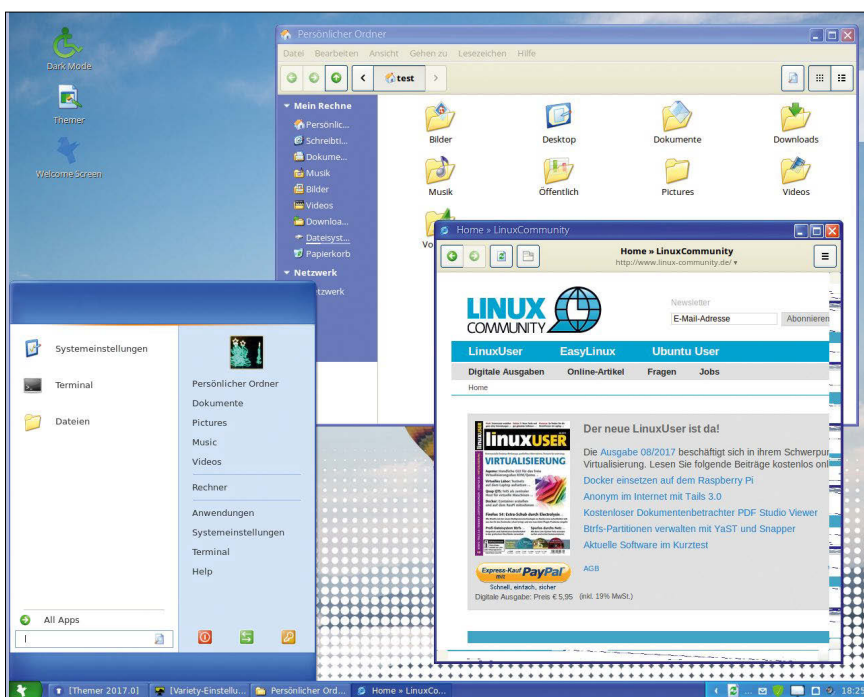 Dark Mode
Themer
Welcome Screen
Persönlicher Ordner
Datei Bearbeiten Ansicht Gehen zu Lesezeichen Hilfe
test
Mein Rechne
Persönlic...
Schreibti...
Dokume...
Musik
Bilder
Videos
Downloa...
Dateisyst...
Papierkorb
Netzwerk
Bilder
Desktop
Dokumente
Downloads
Musik
Öffentlich
Pictures
Videos
Home » LinuxCommunity
Home » LinuxCommunity
http://www.linux-community.de/
LINUX
COMMUNITY
Newsletter
E-Mail-Adresse
Abonnieren
LinuxUser EasyLinux Ubuntu User
Digitale Ausgaben Online-Artikel Fragen Jobs
Home
linuxUSER
VIRTUALISIERUNG
Express-Kauf mit PayPal
Schnell, einfach, sicher
Digitale Ausgabe: Preis € 5,95 (inkl. 19% MwSt.)
Der neue LinuxUser ist da!
Die Ausgabe 08/2017 beschäftigt sich in ihrem Schwerpu
Virtualisierung. Lesen Sie folgende Beiträge kostenlos onl
Docker einsetzen auf dem Raspberry Pi
Anonym im Internet mit Tails 3.0
Kostenloser Dokumentenbetrachter PDF Studio Viewer
Btrfs-Partitionen verwalten mit YaST und Snapper
Aktuelle Software im Kurztest
AGB
Systemeinstellungen
Terminal
Dateien
All Apps
Persönlicher Ordner
Dokumente
Pictures
Music
Videos
Rechner
Anwendungen
Systemeinstellungen
Terminal
Help
[Themer 2017.0] [Variety-Einstellu... Persönlicher Ord... Home » LinuxCo...